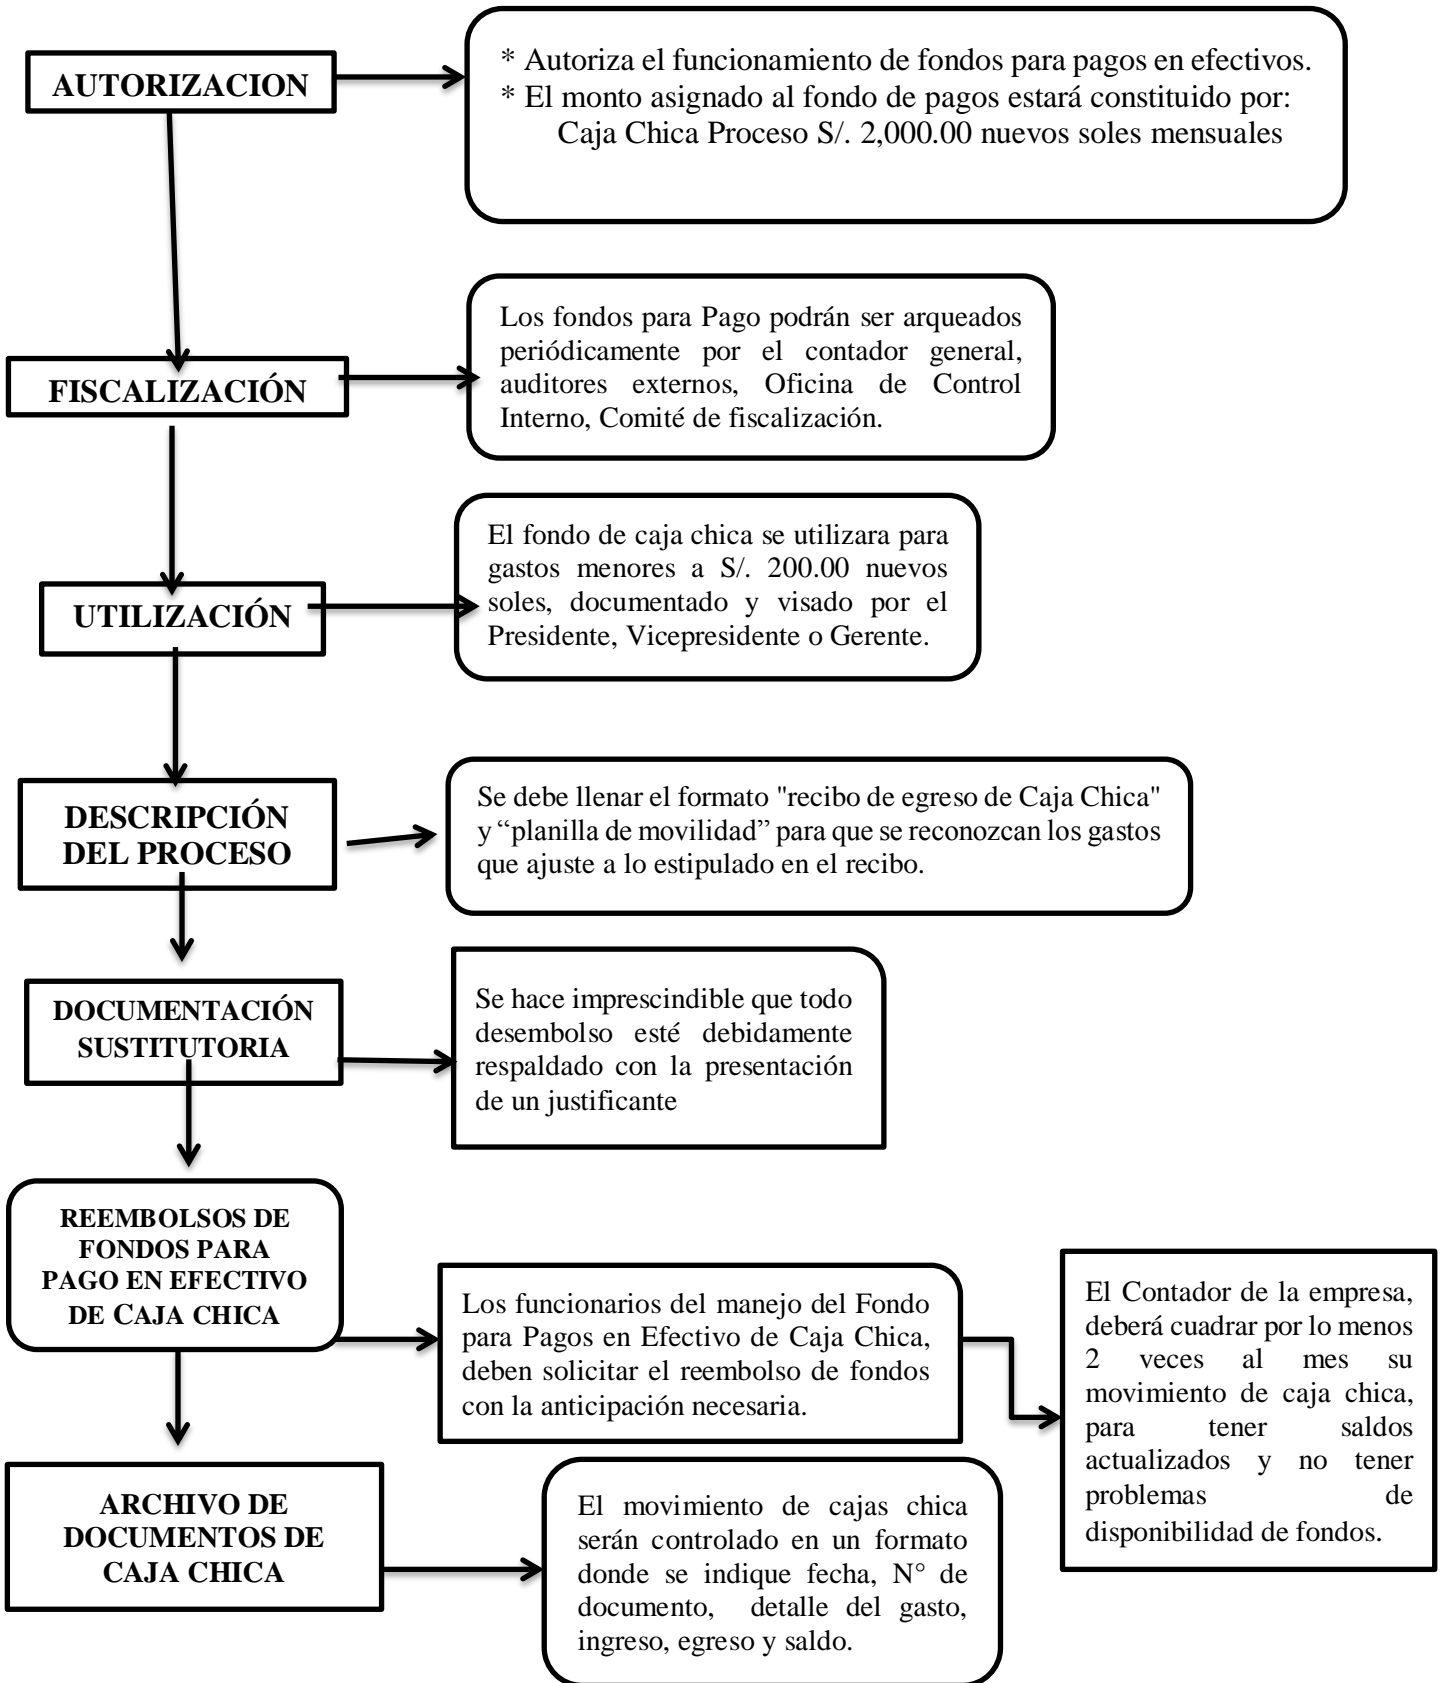 AUTORIZACION
* Autoriza el funcionamiento de fondos para pagos en efectivos.
* El monto asignado al fondo de pagos estará constituido por:
Caja Chica Proceso S/. 2,000.00 nuevos soles mensuales
FISCALIZACIÓN
Los fondos para Pago podrán ser arqueados
periódicamente por el contador general,
auditores externos, Oficina de Control
Interno, Comité de fiscalización.
UTILIZACIÓN
El fondo de caja chica se utilizara para
gastos menores a S/. 200.00 nuevos
soles, documentado y visado por el
Presidente, Vicepresidente o Gerente.
DESCRIPCIÓN
DEL PROCESO
Se debe llenar el formato "recibo de egreso de Caja Chica"
y “planilla de movilidad” para que se reconozcan los gastos
que ajuste a lo estipulado en el recibo.
DOCUMENTACIÓN
SUSTITUTORIA
Se hace imprescindible que todo
desembolso esté debidamente
respaldado con la presentación
de un justificante
REEMBOLSOS DE
FONDOS PARA
PAGO EN EFECTIVO
DE CAJA CHICA
Los funcionarios del manejo del Fondo
para Pagos en Efectivo de Caja Chica,
deben solicitar el reembolso de fondos
con la anticipación necesaria.
El Contador de la empresa,
deberá cuadrar por lo menos
2 veces al mes su
movimiento de caja chica,
para tener saldos
actualizados y no tener
problemas de
disponibilidad de fondos.
ARCHIVO DE
DOCUMENTOS DE
CAJA CHICA
El movimiento de cajas chica
serán controlado en un formato
donde se indique fecha, N° de
documento, detalle del gasto,
ingreso, egreso y saldo.